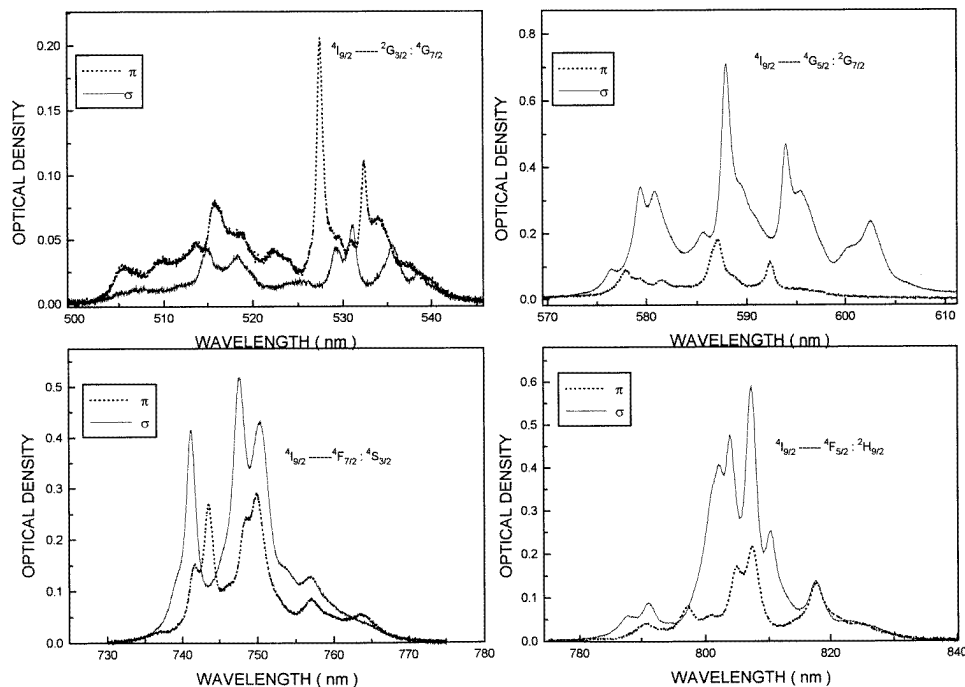 0.20
0.15
0.10
0.05
0.00
OPTICAL DENSITY
π
σ
⁴I₉/₂ ----- ²G₃/₂ : ⁴G₇/₂
500 510 520 530 540
WAVELENGTH ( nm )
0.8
0.6
0.4
0.2
0.0
OPTICAL DENSITY
π
σ
⁴I₉/₂ ----- ⁴G₅/₂ : ²G₇/₂
570 580 590 600 610
WAVELENGTH ( nm )
0.5
0.4
0.3
0.2
0.1
0.0
OPTICAL DENSITY
π
σ
⁴I₉/₂ ----- ⁴F₇/₂ : ⁴S₃/₂
730 740 750 760 770 780
WAVELENGTH ( nm )
0.6
0.5
0.4
0.3
0.2
0.1
0.0
OPTICAL DENSITY
π
σ
⁴I₉/₂ ----- ⁴F₅/₂ : ²H₉/₂
780 800 820 840
WAVELENGTH ( nm )